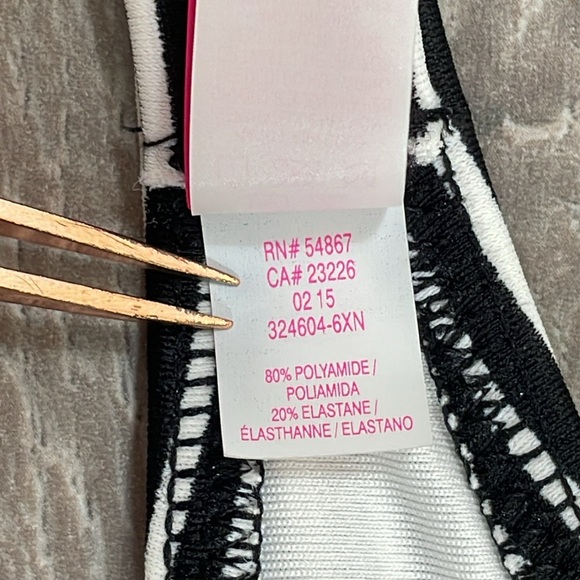 RN# 54867
CA# 23226
02 15
324604-6XN
80% POLYAMIDE /
POLIAMIDA
20% ELASTANE /
ÉLASTHANNE / ELASTANO